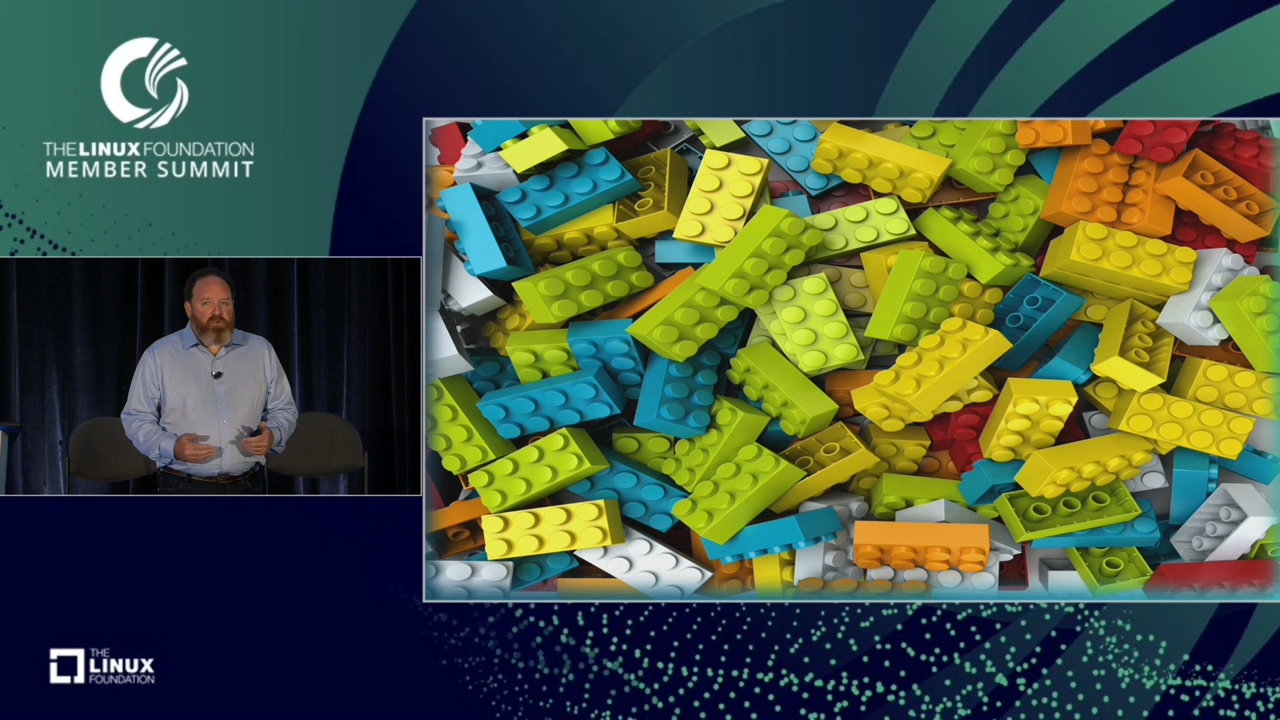 THE LINUX FOUNDATION
MEMBER SUMMIT
THE
LINUX
FOUNDATION